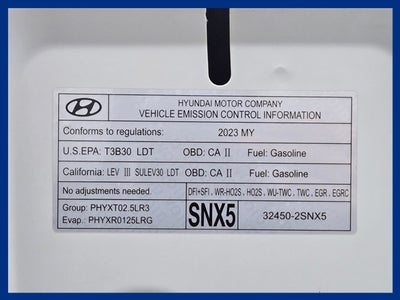 HYUNDAI MOTOR COMPANY
VEHICLE EMISSION CONTROL INFORMATION
Conforms to regulations: 2023 MY
U.S.EPA: T3B30 LDT OBD: CA II Fuel: Gasoline
California: LEV III SULEV30 LDT OBD: CA II Fuel: Gasoline
No adjustments needed. DFI+SFI . WR-HO2S . HO2S . WU-TWC . TWC . EGR . EGRC
Group: PHYXT02.5LR3
Evap.: PHYXR0125LRG
SNX5 32450-2SNX5